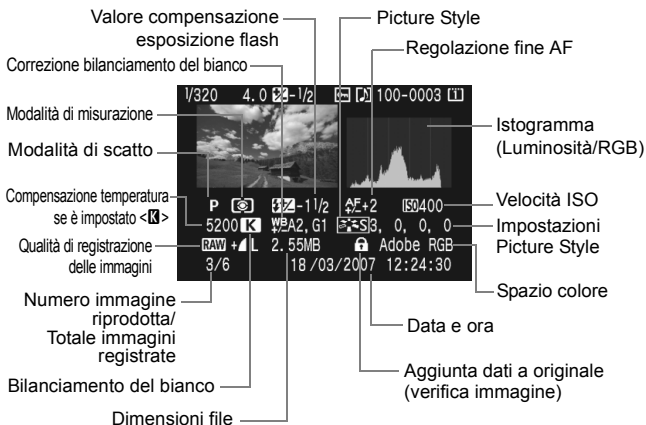 Valore compensazione
esposizione flash
Picture Style
Regolazione fine AF
Correzione bilanciamento del bianco
1/320 4.0 -1/2 100-0003
Modalità di misurazione
Istogramma
(Luminosità/RGB)
Modalità di scatto
P -1 1/2 AF+2 ISO400
Velocità ISO
Compensazione temperatura
se è impostato <K>
5200 K WB A2, G1 S3, 0, 0, 0
Impostazioni
Picture Style
Qualità di registrazione
delle immagini
RAW + L 2.55MB Adobe RGB
3/6 18/03/2007 12:24:30
Spazio colore
Numero immagine
riprodotta/
Totale immagini
registrate
Data e ora
Bilanciamento del bianco
Aggiunta dati a originale
(verifica immagine)
Dimensioni file